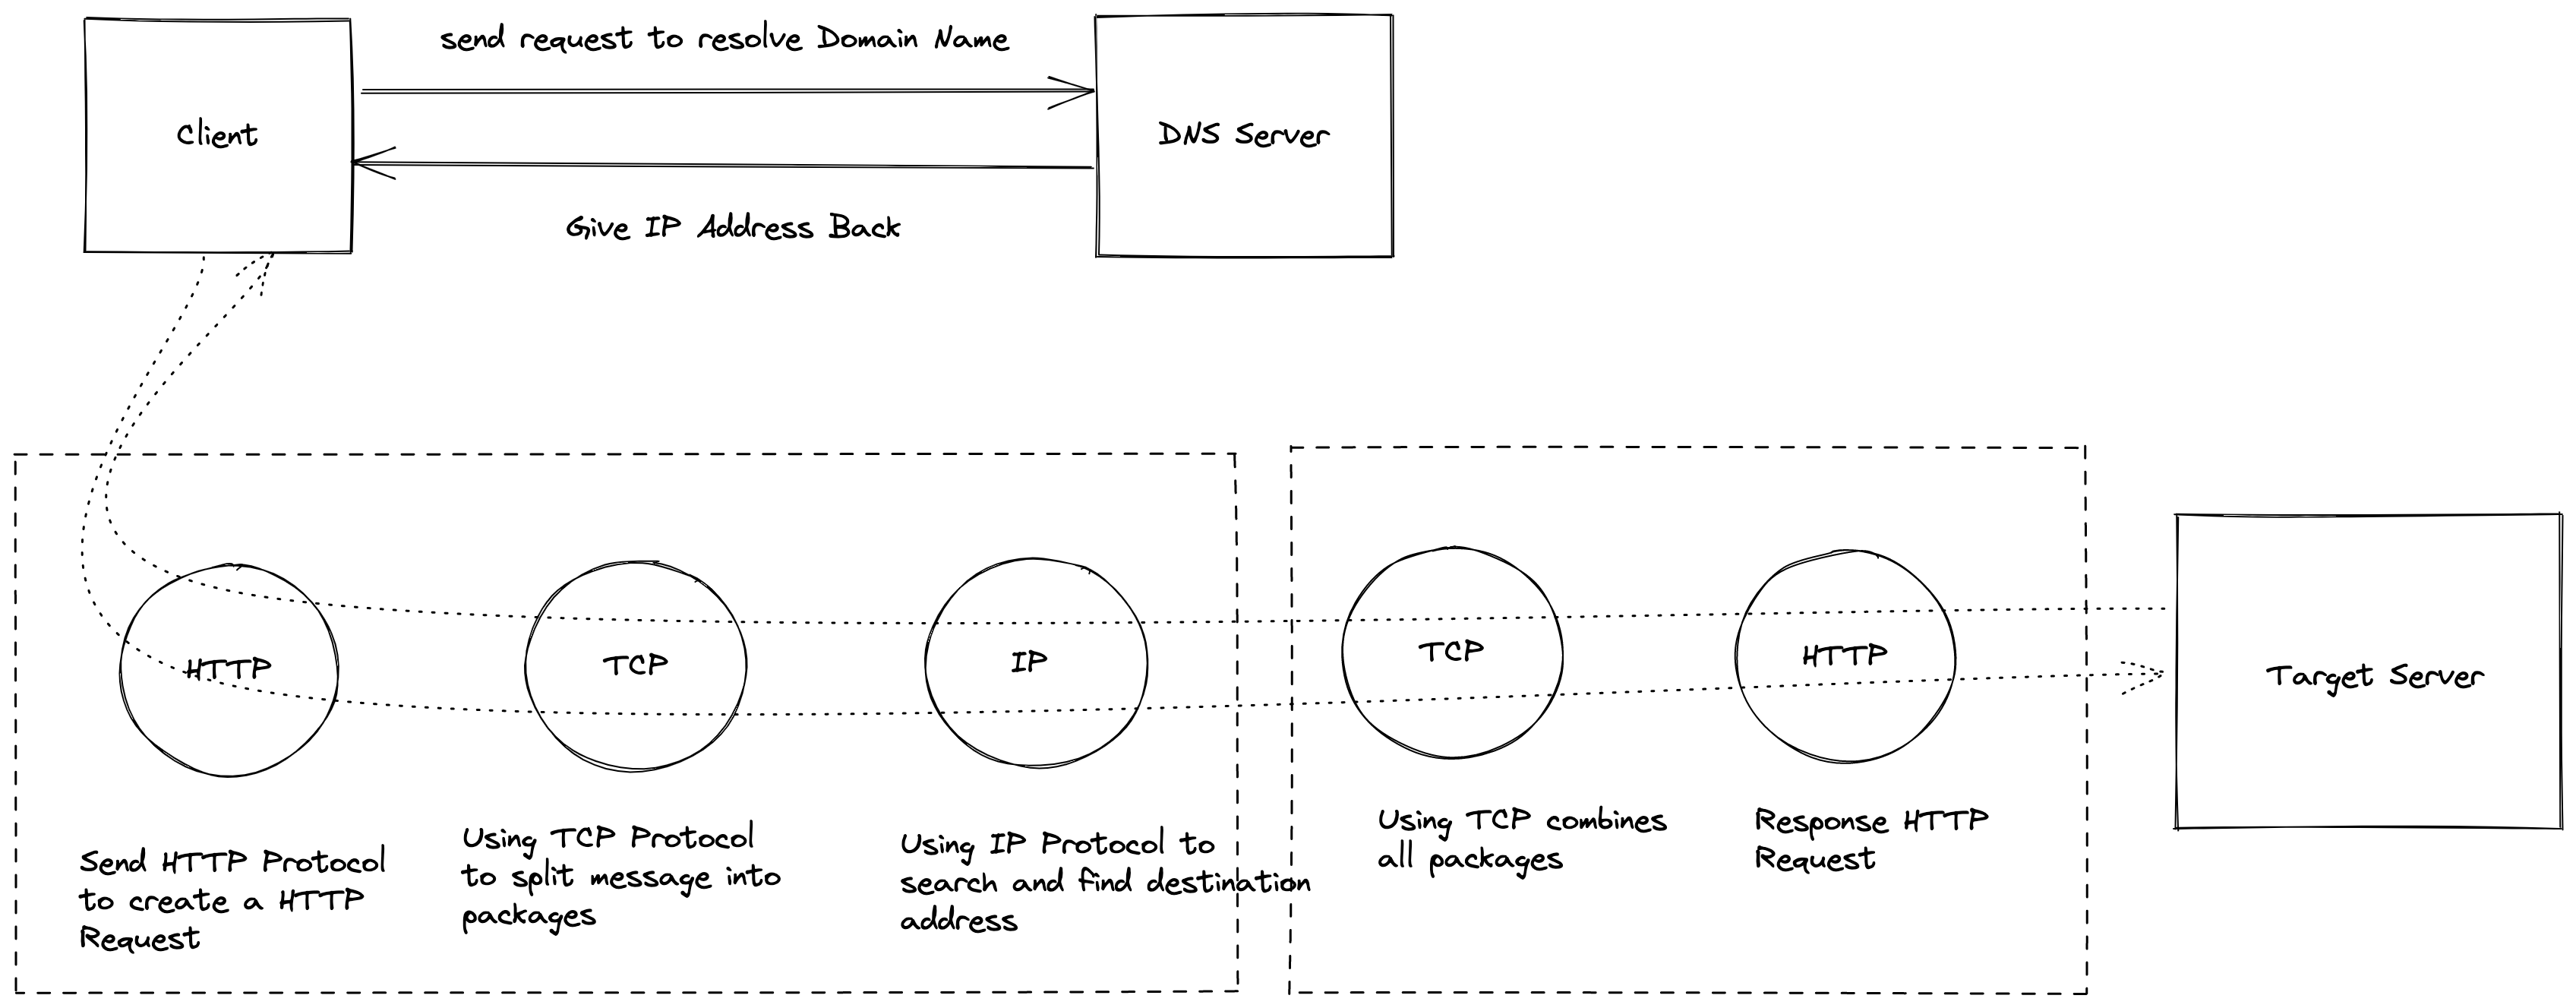 send request to resolve Domain Name
Client
DNS Server
Give IP Address Back
HTTP
TCP
IP
TCP
HTTP
Target Server
Send HTTP Protocol
to create a HTTP
Request
Using TCP Protocol
to split message into
packages
Using IP Protocol to
search and find destination
address
Using TCP combines
all packages
Response HTTP
Request